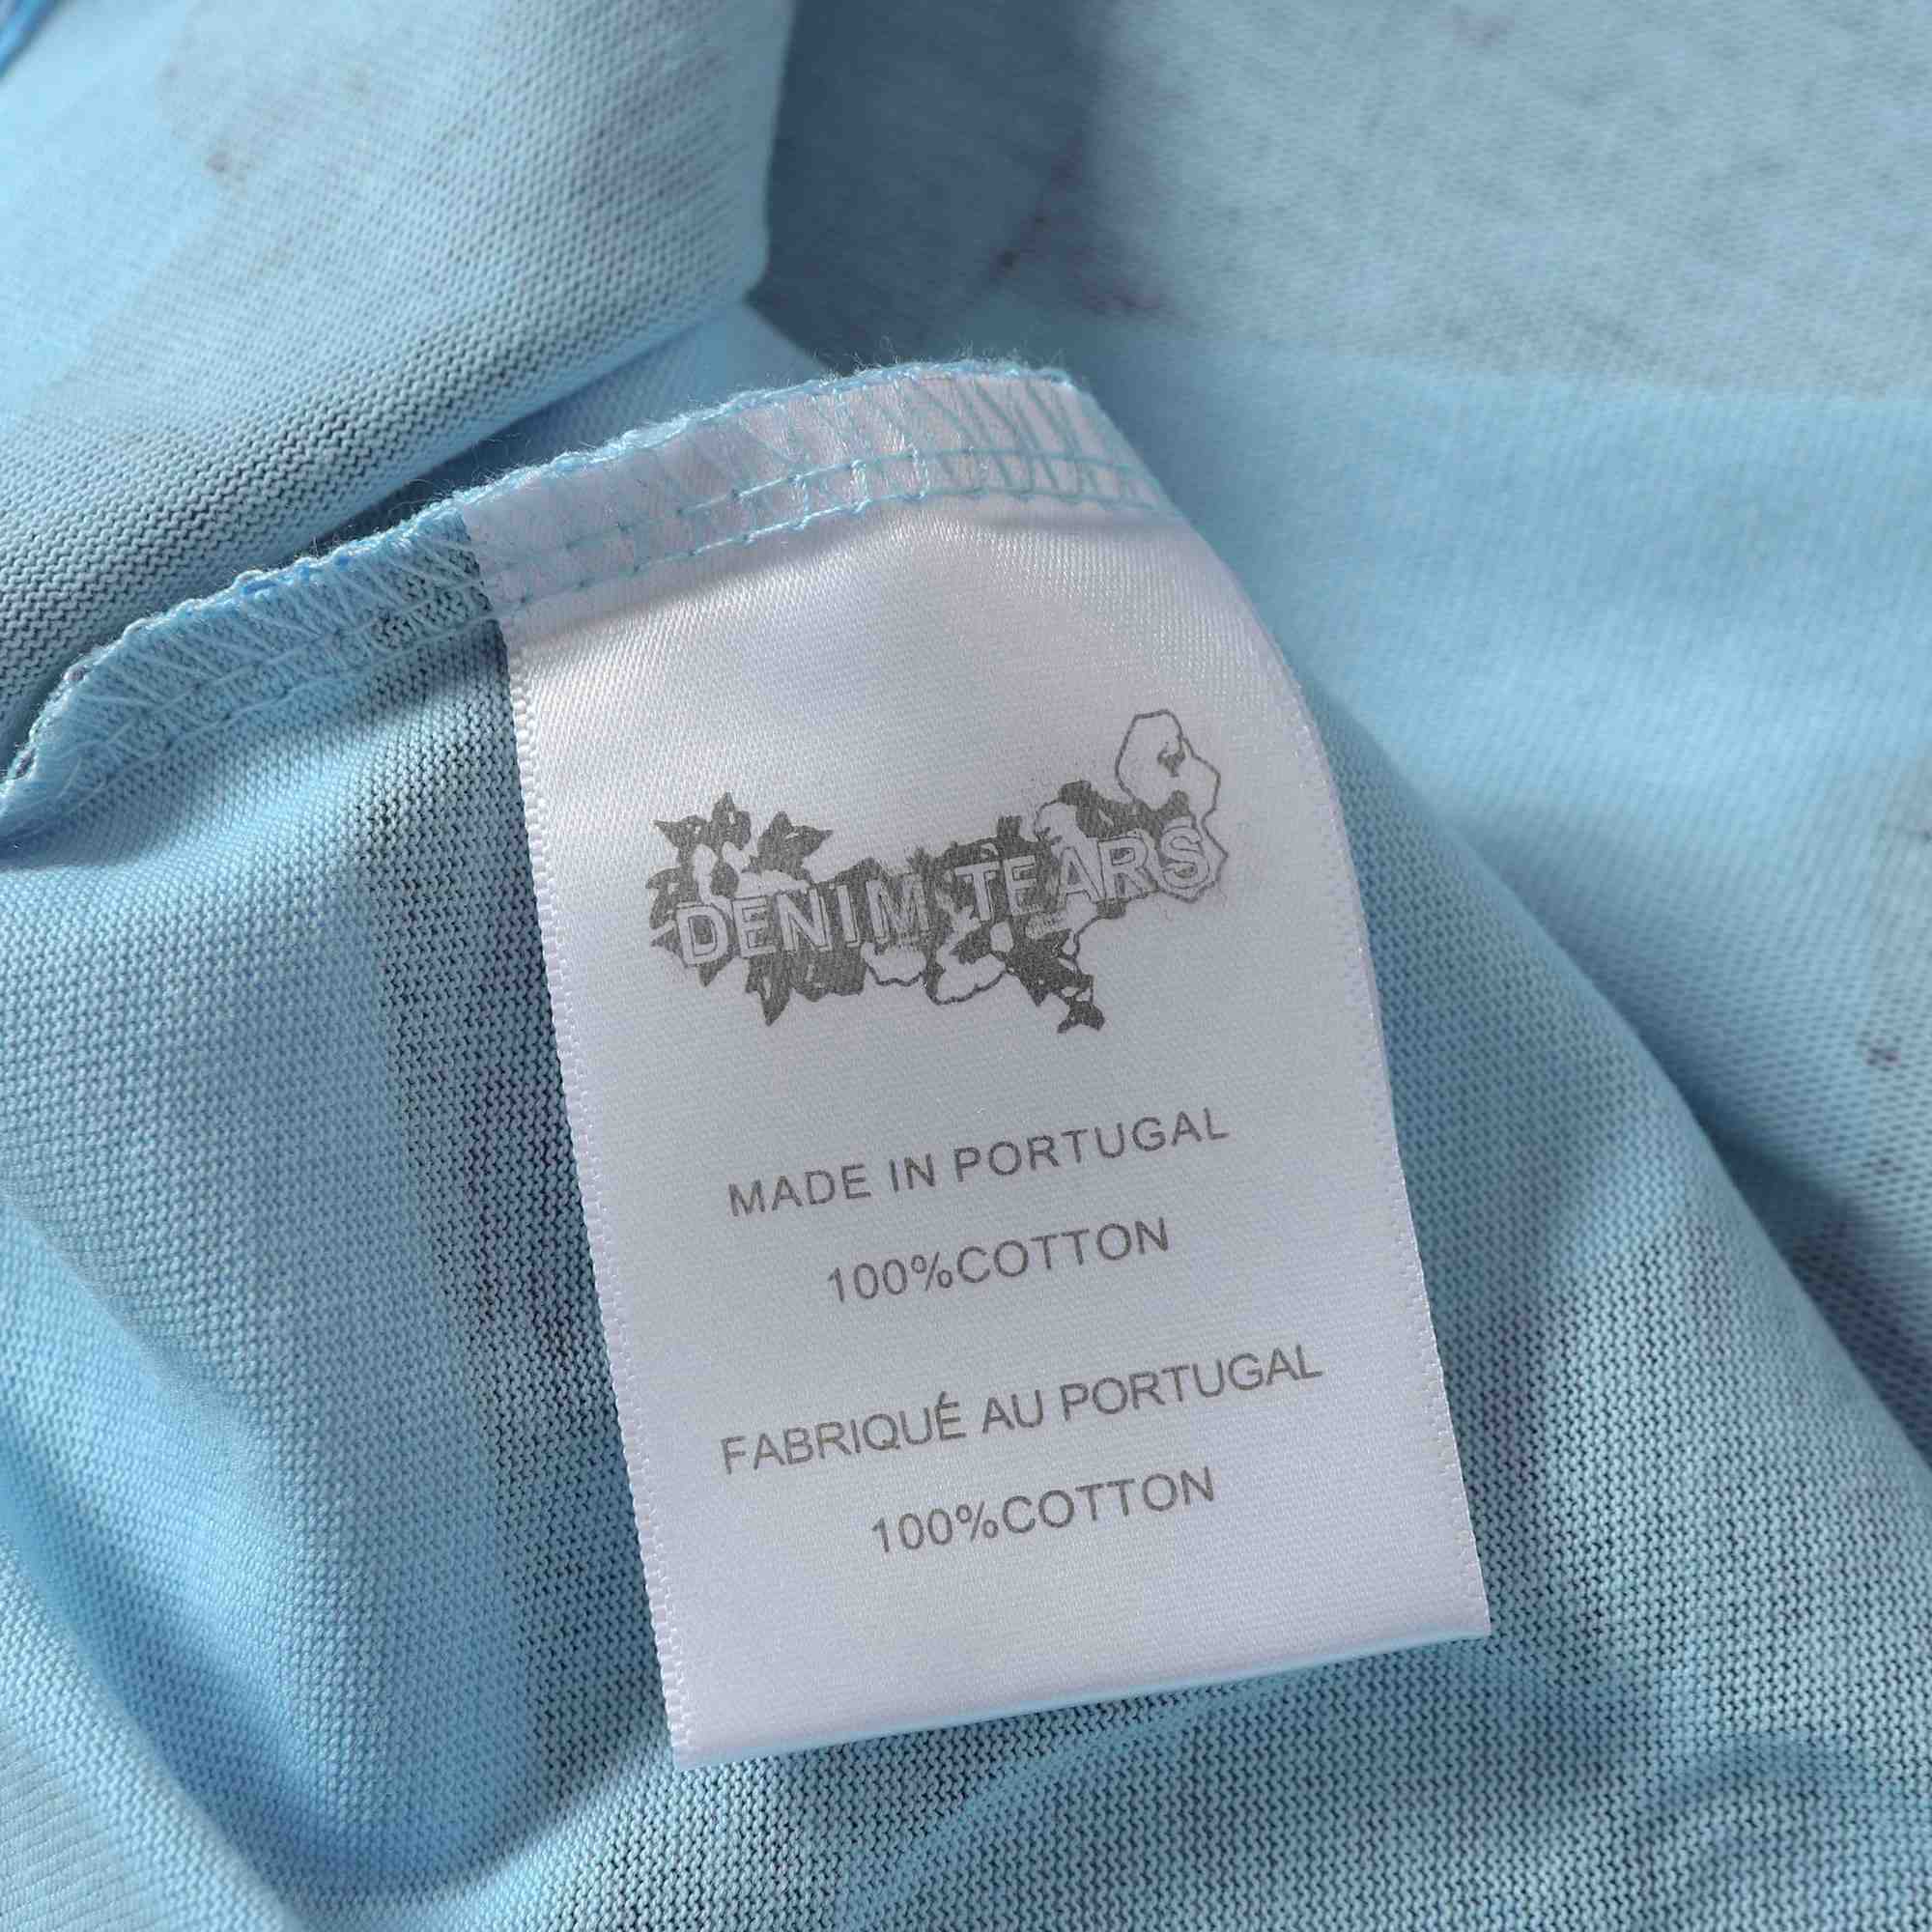 DENIM TEARS
MADE IN PORTUGAL
100%COTTON
FABRIQUÉ AU PORTUGAL
100%COTTON